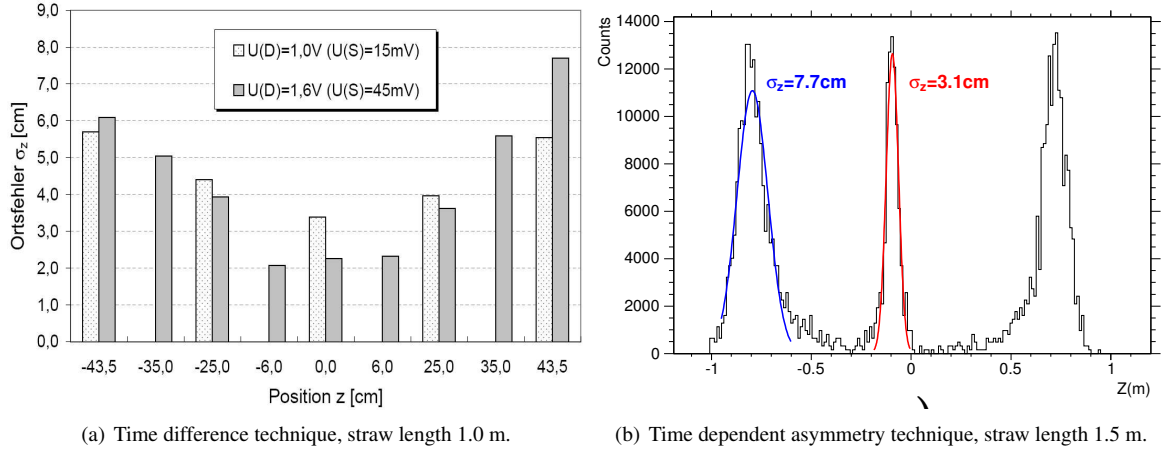 9,0
8,0
7,0
6,0
5,0
4,0
3,0
2,0
1,0
0,0
Ortsfehler σz [cm]
U(D)=1,0V (U(S)=15mV)
U(D)=1,6V (U(S)=45mV)
-43,5 -35,0 -25,0 -6,0 0,0 6,0 25,0 35,0 43,5
Position z [cm]
(a) Time difference technique, straw length 1.0 m.
Counts
14000
12000
10000
8000
6000
4000
2000
0
σz=7.7cm
σz=3.1cm
-1 -0.5 0 0.5 1
Z(m)
)
(b) Time dependent asymmetry technique, straw length 1.5 m.